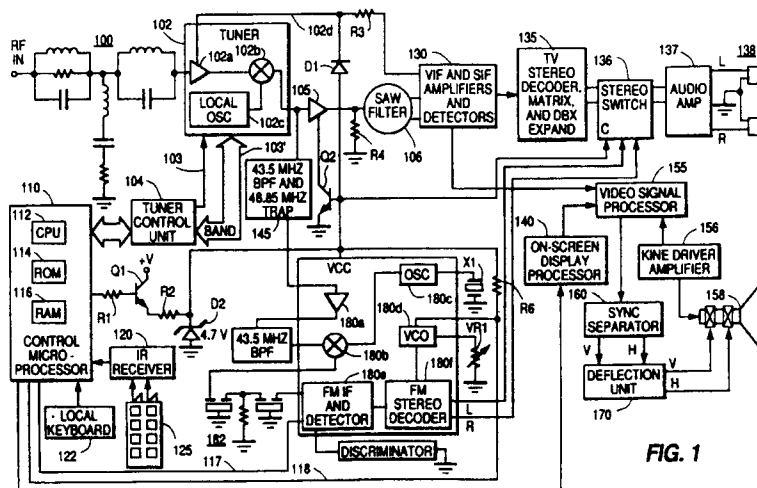 RF
IN
100
102
TUNER
102a
102b
LOCAL
OSC
102c
102d
R3
D1
105
SAW
FILTER
106
R4
Q2
130
VIF AND SIF
AMPLIFIERS
AND
DETECTORS
135
TV
STEREO
DECODER,
MATRIX,
AND DBX
EXPAND
136
STEREO
SWITCH
C
137
AUDIO
AMP
L
R
138
103
103'
104
TUNER
CONTROL
UNIT
BAND
43.5 MHZ
BPF AND
48.85 MHZ
TRAP
145
110
112
CPU
114
ROM
116
RAM
CONTROL
MICRO-
PROCESSOR
+V
Q1
R1
R2
D2
4.7 V
120
IR
RECEIVER
LOCAL
KEYBOARD
122
125
117
118
VCC
180a
43.5 MHZ
BPF
180b
OSC
180c
X1
180d
VCO
VR1
180e
FM IF
AND
DETECTOR
180f
FM
STEREO
DECODER
L
R
R6
182
DISCRIMINATOR
140
ON-SCREEN
DISPLAY
PROCESSOR
155
VIDEO SIGNAL
PROCESSOR
156
KINE DRIVER
AMPLIFIER
158
160
SYNC
SEPARATOR
V
H
DEFLECTION
UNIT
170
V
H
FIG. 1